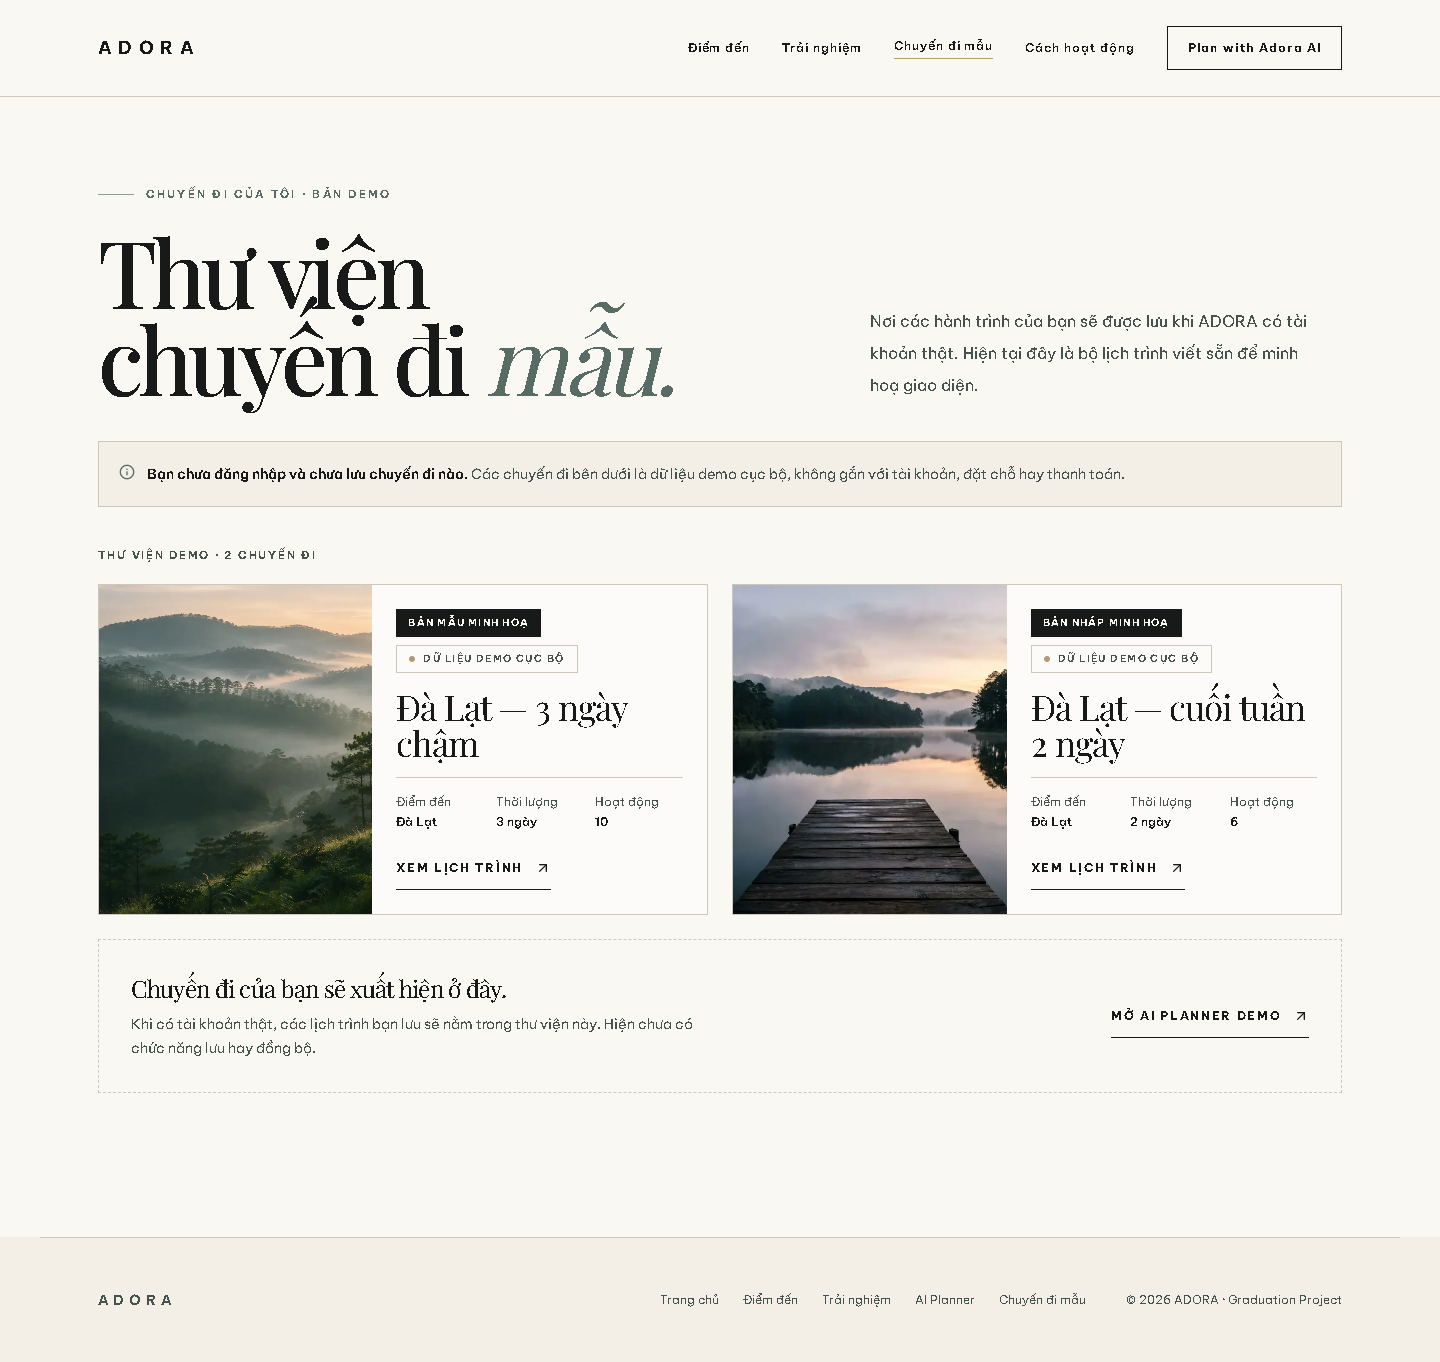 ADORA
Điểm đến
Trải nghiệm
Chuyến đi mẫu
Cách hoạt động
Plan with Adora AI
CHUYẾN ĐI CỦA TÔI · BẢN DEMO
Thư viện
chuyến đi mẫu.
Nơi các hành trình của bạn sẽ được lưu khi ADORA có tài
khoản thật. Hiện tại đây là bộ lịch trình viết sẵn để minh
hoạ giao diện.
Bạn chưa đăng nhập và chưa lưu chuyến đi nào. Các chuyến đi bên dưới là dữ liệu demo cục bộ, không gắn với tài khoản, đặt chỗ hay thanh toán.
THƯ VIỆN DEMO · 2 CHUYẾN ĐI
BẢN MẪU MINH HOẠ
DỮ LIỆU DEMO CỤC BỘ
Đà Lạt — 3 ngày
chậm
Điểm đến
Thời lượng
Hoạt động
Đà Lạt
3 ngày
10
XEM LỊCH TRÌNH
BẢN NHÁP MINH HOẠ
DỮ LIỆU DEMO CỤC BỘ
Đà Lạt — cuối tuần
2 ngày
Điểm đến
Thời lượng
Hoạt động
Đà Lạt
2 ngày
6
XEM LỊCH TRÌNH
Chuyến đi của bạn sẽ xuất hiện ở đây.
Khi có tài khoản thật, các lịch trình bạn lưu sẽ nằm trong thư viện này. Hiện chưa có
chức năng lưu hay đồng bộ.
MỞ AI PLANNER DEMO
ADORA
Trang chủ
Điểm đến
Trải nghiệm
AI Planner
Chuyến đi mẫu
© 2026 ADORA · Graduation Project